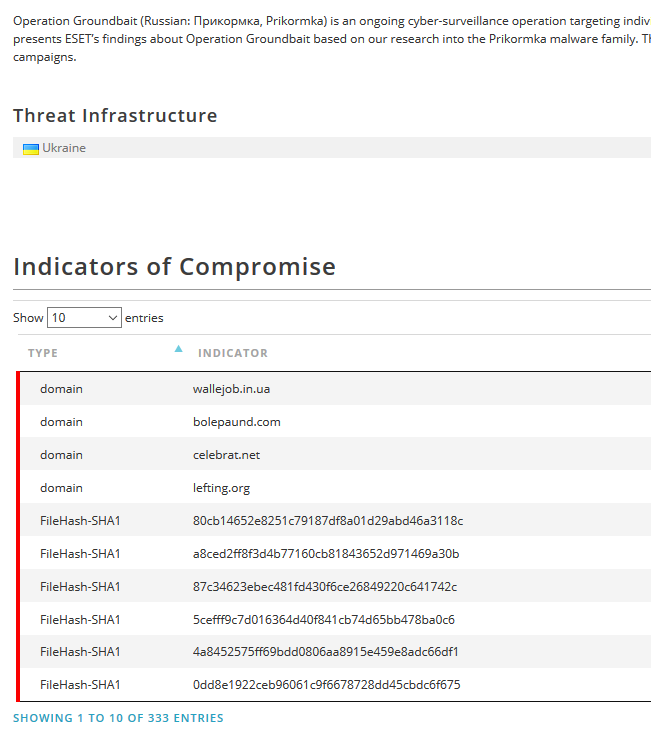 Operation Groundbait (Russian: Прикормка, Prikormka) is an ongoing cyber-surveillance operation targeting indiv
presents ESET's findings about Operation Groundbait based on our research into the Prikormka malware family. Th
campaigns.
Threat Infrastructure
Ukraine
Indicators of Compromise
Show 10 entries
TYPE INDICATOR
domain wallejob.in.ua
domain bolepaund.com
domain celebrat.net
domain lefting.org
FileHash-SHA1 80cb14652e8251c79187df8a01d29abd46a3118c
FileHash-SHA1 a8ced2ff8f3d4b77160cb81843652d971469a30b
FileHash-SHA1 87c34623ebec481fd430f6ce26849220c641742c
FileHash-SHA1 5cefff9c7d016364d40f841cb74d65bb478ba0c6
FileHash-SHA1 4a8452575ff69bdd0806aa8915e459e8adc66df1
FileHash-SHA1 0dd8e1922ceb96061c9f6678728dd45cbdc6f675
SHOWING 1 TO 10 OF 333 ENTRIES